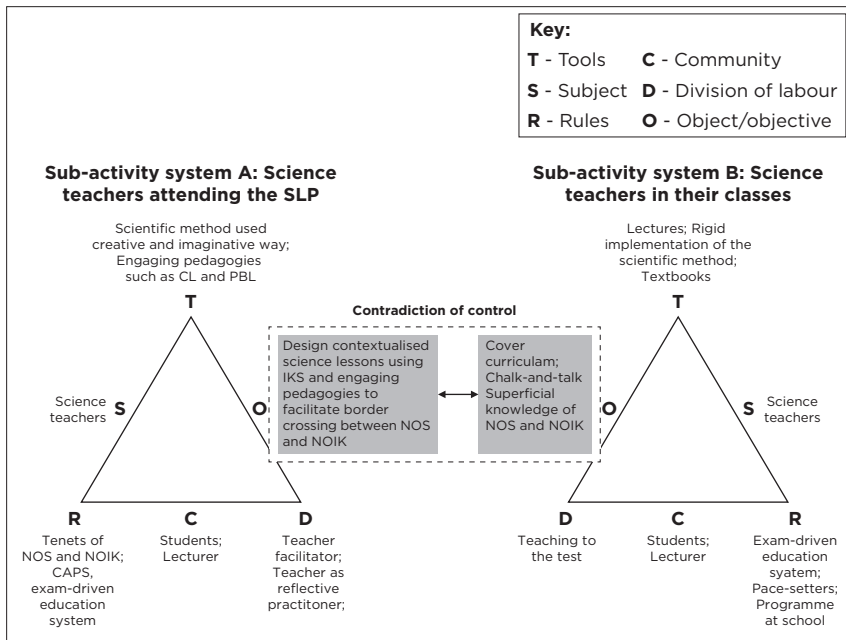 Key:
T - Tools C - Community
S - Subject D - Division of labour
R - Rules O - Object/objective
Sub-activity system A: Science
teachers attending the SLP
Scientific method used
creative and imaginative way;
Engaging pedagogies
such as CL and PBL
T
Science
teachers
S
O
R
C
D
Tenets of
NOS and NOIK;
CAPS,
exam-driven
education
system
Students;
Lecturer
Teacher
facilitator;
Teacher as
reflective
practitoner;
Contradiction of control
Design contextualised
science lessons using
IKS and engaging
pedagogies to
facilitate border
crossing between NOS
and NOIK
Cover
curriculam;
Chalk-and-talk
Superficial
knowledge of
NOS and NOIK
Sub-activity system B: Science
teachers in their classes
Lectures; Rigid
implementation of the
scientific method;
Textbooks
T
O
S
Science
teachers
D
C
R
Teaching to
the test
Students;
Lecturer
Exam-driven
education
syatem;
Pace-setters;
Programme
at school